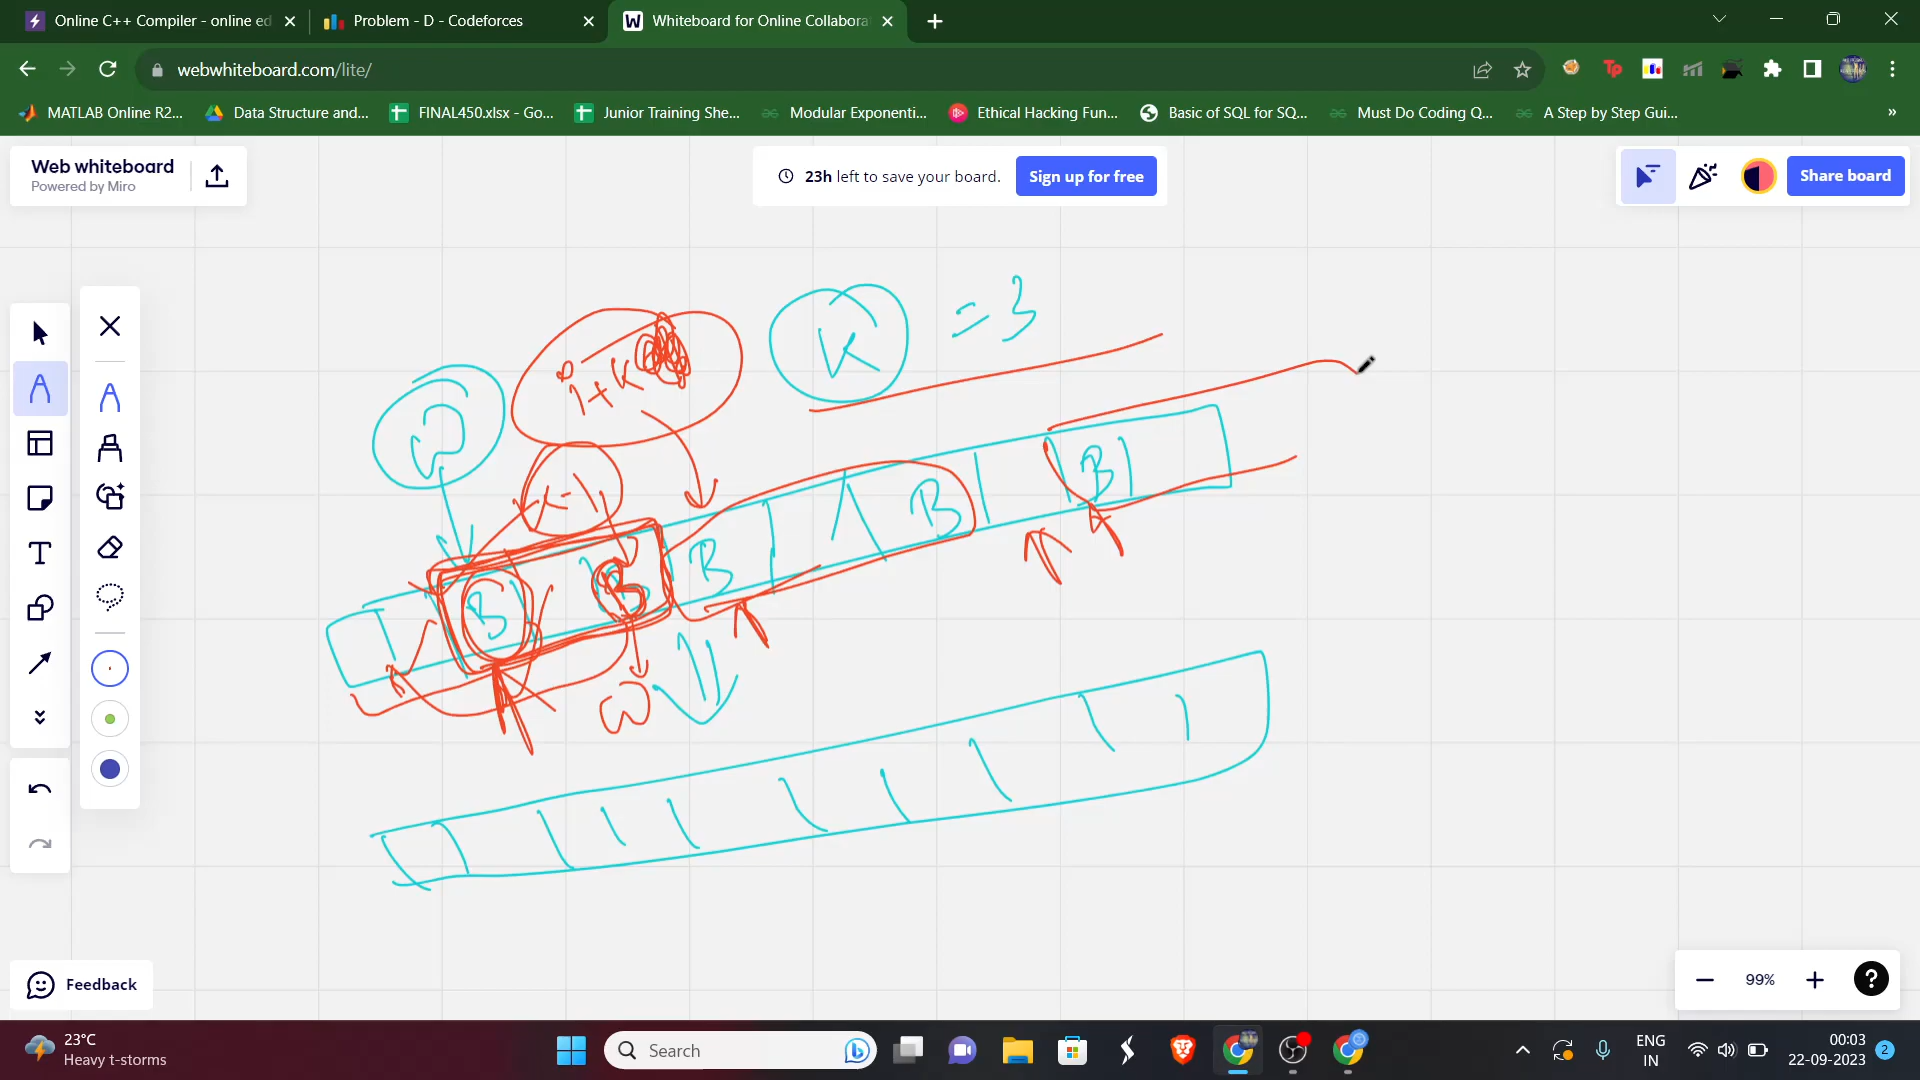 Online C++ Compiler - online ed
Problem - D - Codeforces
Whiteboard for Online Collabora
webwhiteboard.com/lite/
MATLAB Online R2...
Data Structure and...
FINAL450.xlsx - Go...
Junior Training She...
Modular Exponenti...
Ethical Hacking Fun...
Basic of SQL for SQ...
Must Do Coding Q...
A Step by Step Gui...
»
Web whiteboard
Powered by Miro
23h left to save your board.
Sign up for free
Share board
K = 3
i+K
K-1
B
B
B
B
B
Feedback
99%
?
23°C
Heavy t-storms
Search
ENG
IN
00:03
22-09-2023
2